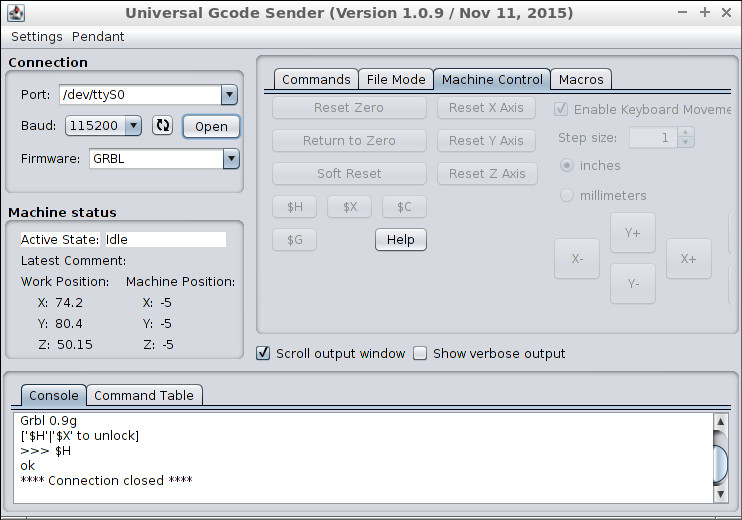 Universal Gcode Sender (Version 1.0.9 / Nov 11, 2015)
Settings Pendant
Connection
Port: /dev/ttyS0
Baud: 115200 Open
Firmware: GRBL
Machine status
Active State: Idle
Latest Comment:
Work Position: Machine Position:
X: 74.2 X: -5
Y: 80.4 Y: -5
Z: 50.15 Z: -5
Commands File Mode Machine Control Macros
Reset Zero Reset X Axis Enable Keyboard Moveme
Return to Zero Reset Y Axis Step size: 1
Soft Reset Reset Z Axis inches
$H $X $C millimeters
$G Help
Y+
X- X+
Y-
Scroll output window Show verbose output
Console Command Table
Grbl 0.9g
['$H'|'$X' to unlock]
>>> $H
ok
**** Connection closed ****